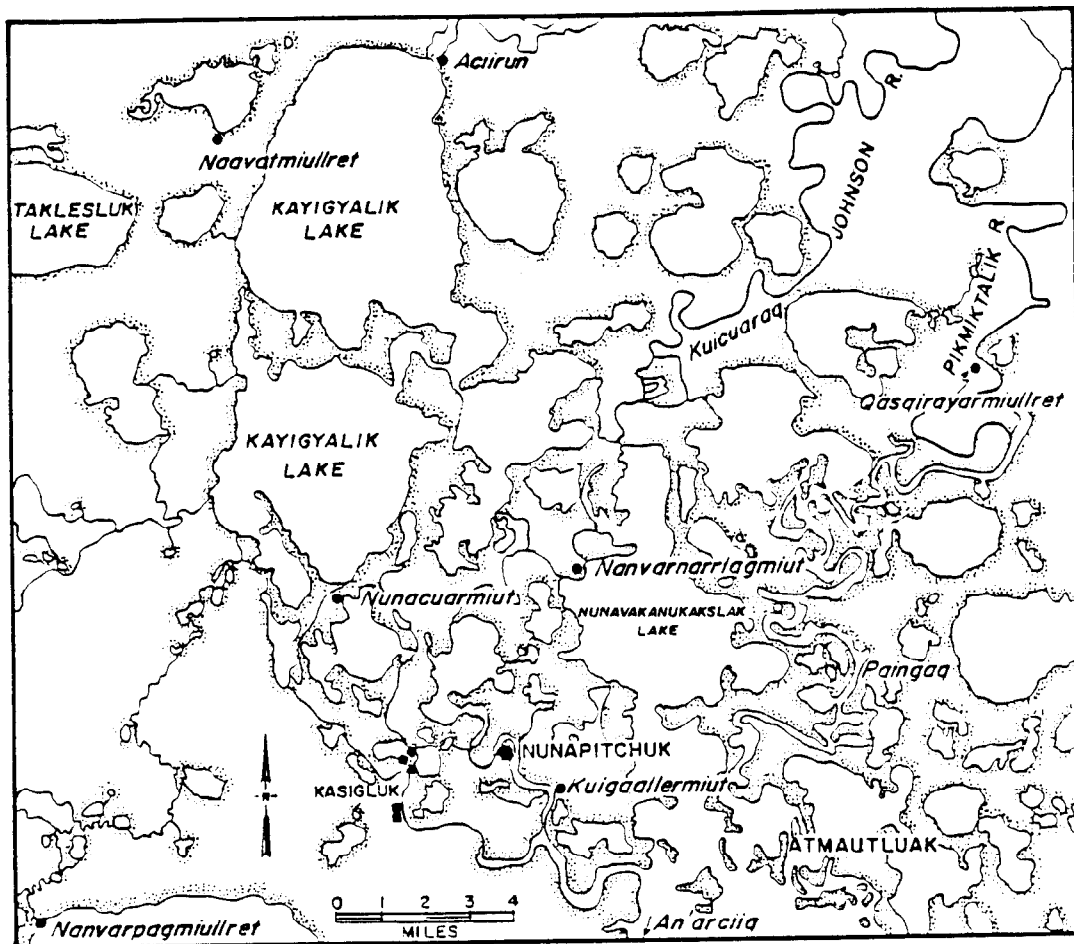 Aciirun
Naavatmiullret
TAKLESLUK
LAKE
KAYIGYALIK
LAKE
JOHNSON R.
Kuicuaraq
PIKMIKTALIK R.
Qasqirayarmiullret
KAYIGYALIK
LAKE
Nanvarnarrlagmiut
Nunacuarmiut
NUNAVAKANUKAKSLAK
LAKE
Paingaq
NUNAPITCHUK
Kuigaallermiut
KASIGLUK
-N-
ATMAUTLUAK
0 1 2 3 4
MILES
Nanvarpagmiullret
An'arciiq